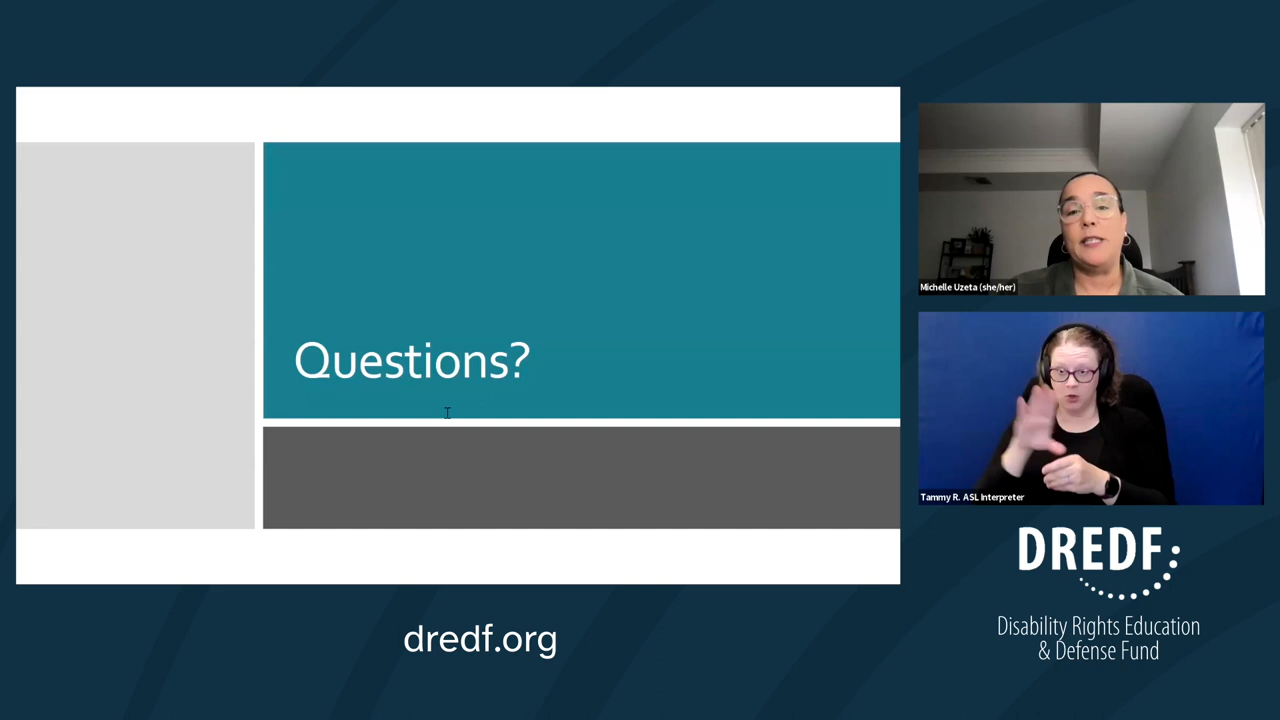 Questions?
Michelle Uzeta (she/her)
Tammy R. ASL Interpreter
DREDF
Disability Rights Education
& Defense Fund
dredf.org